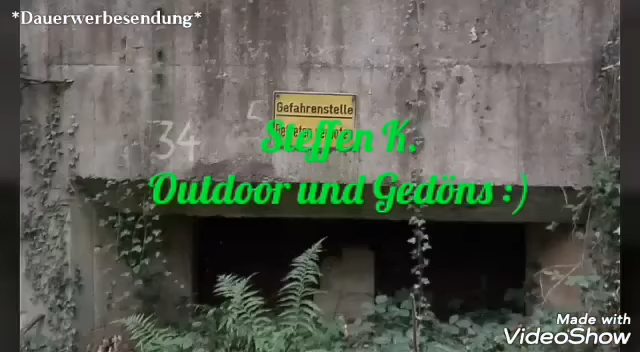 *Dauerwerbesendung*
Gefahrenstelle
34
Steffen K.
Outdoor und Gedöns :)
Made with
VideoShow